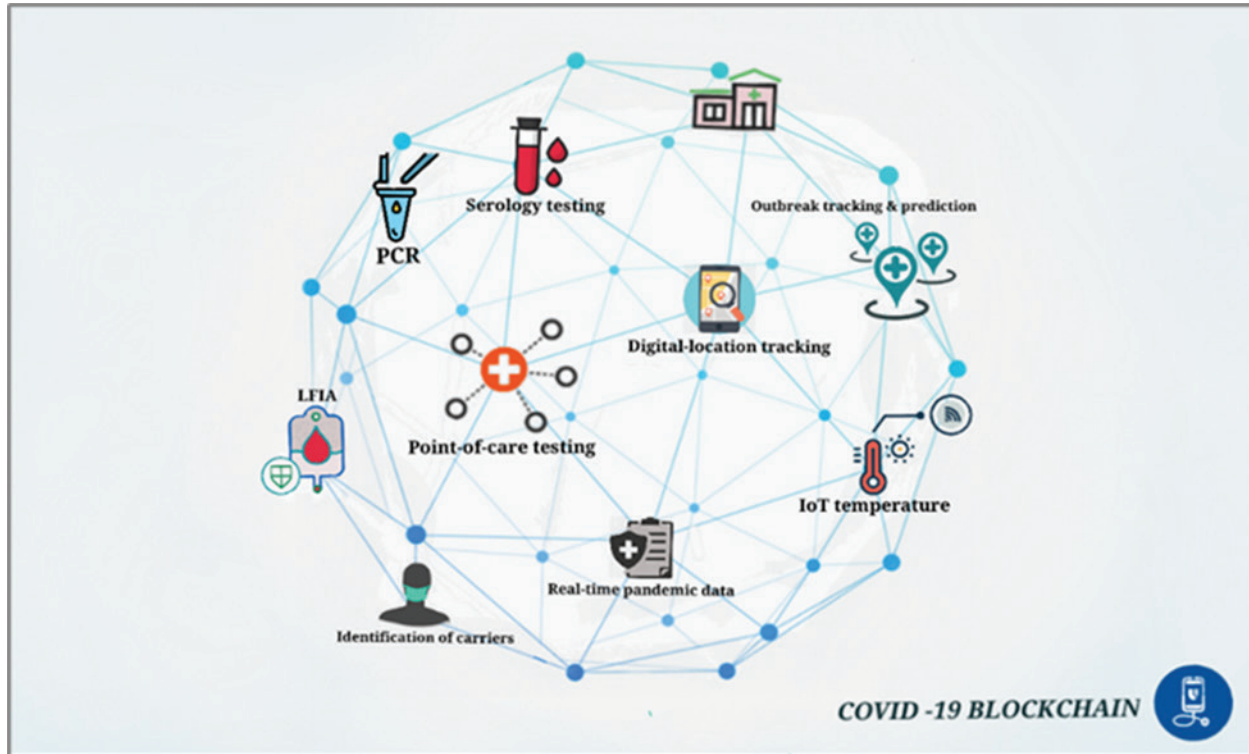 Serology testing
Outbreak tracking & prediction
PCR
Digital-location tracking
LFIA
Point-of-care testing
IoT temperature
Real-time pandemic data
Identification of carriers
COVID -19 BLOCKCHAIN